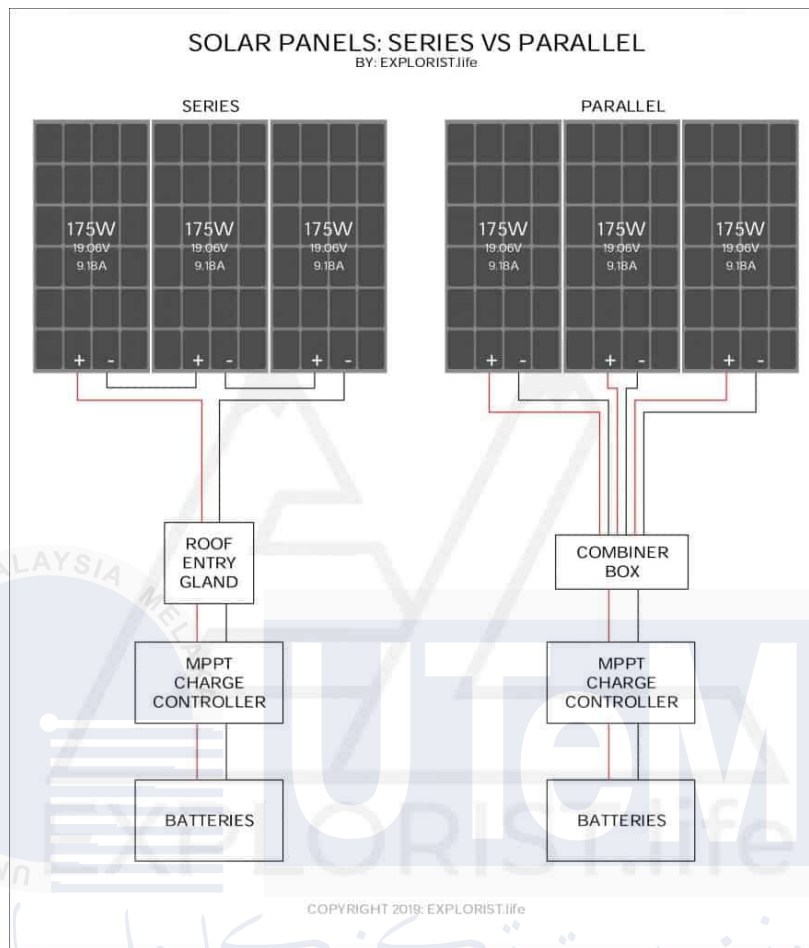 SOLAR PANELS: SERIES VS PARALLEL
BY: EXPLORIST.life
SERIES
175W
19.06V
9.18A
+ -
175W
19.06V
9.18A
+ -
175W
19.06V
9.18A
+ -
ROOF
ENTRY
GLAND
MPPT
CHARGE
CONTROLLER
BATTERIES
PARALLEL
175W
19.06V
9.18A
+ -
175W
19.06V
9.18A
+ -
175W
19.06V
9.18A
+ -
COMBINER
BOX
MPPT
CHARGE
CONTROLLER
BATTERIES
UTeM
EXPLORIST.life
COPYRIGHT 2019: EXPLORIST.life